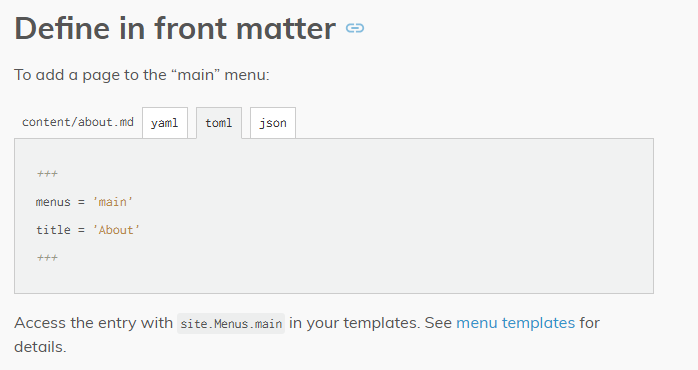 Define in front matter
To add a page to the “main” menu:
content/about.md yaml toml json
+++
menus = 'main'
title = 'About'
+++
Access the entry with site.Menus.main in your templates. See menu templates for
details.